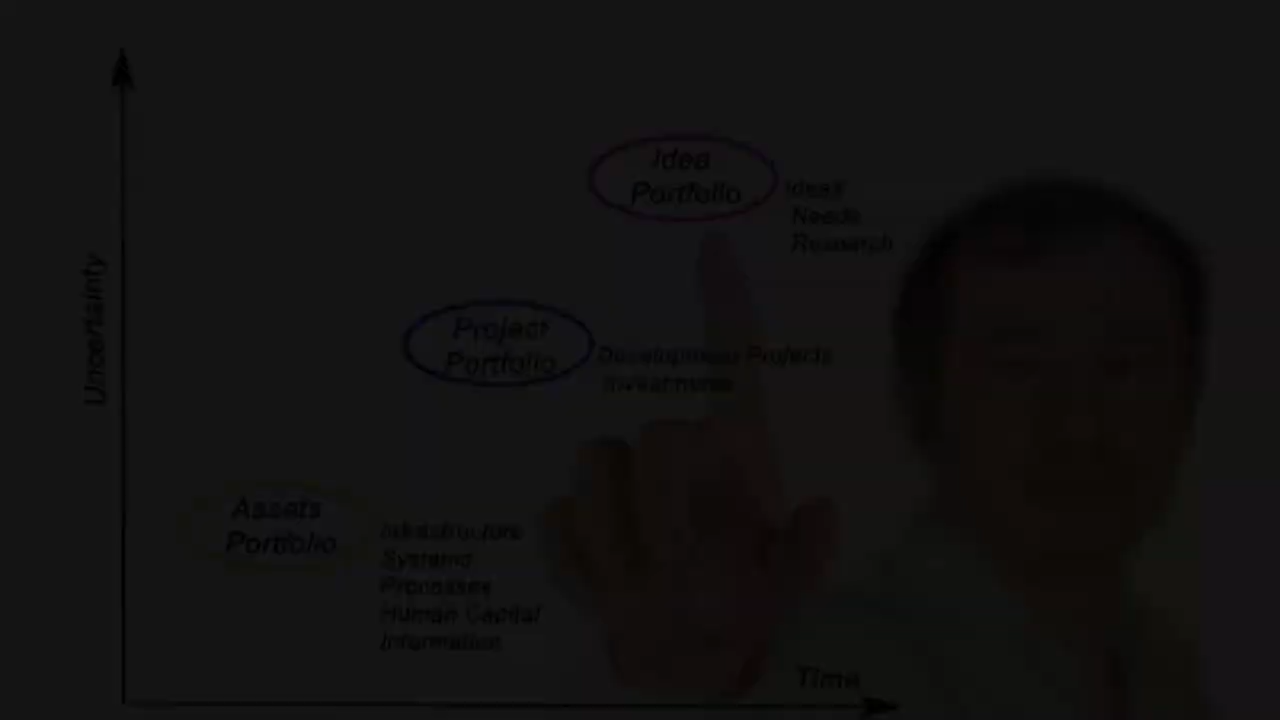 Idea
Portfolio
Ideas
Needs
Research
Uncertainty
Project
Portfolio
Development Projects
Investments
Assets
Portfolio
Infrastructure
Systems
Processes
Human Capital
Information
Time